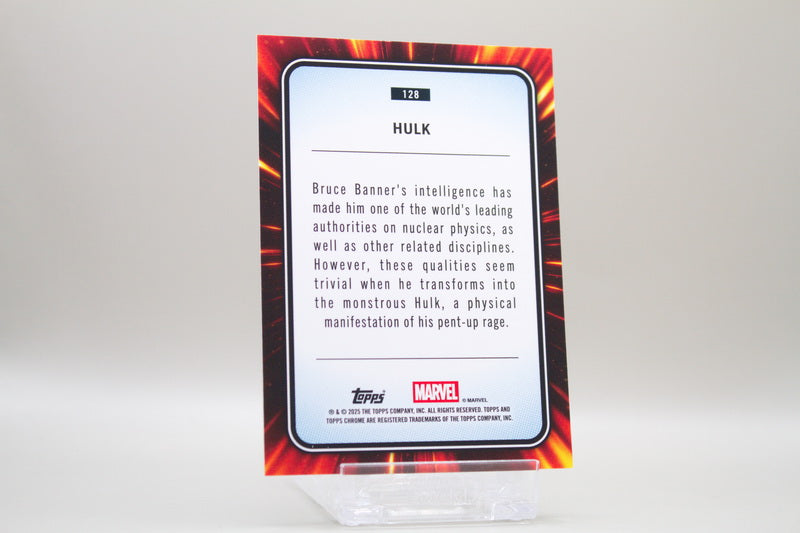 128
HULK
Bruce Banner's intelligence has
made him one of the world's leading
authorities on nuclear physics, as
well as other related disciplines.
However, these qualities seem
trivial when he transforms into
the monstrous Hulk, a physical
manifestation of his pent-up rage.
Topps MARVEL © MARVEL
® & © 2025 THE TOPPS COMPANY, INC. ALL RIGHTS RESERVED. TOPPS AND
TOPPS CHROME ARE REGISTERED TRADEMARKS OF THE TOPPS COMPANY, INC.